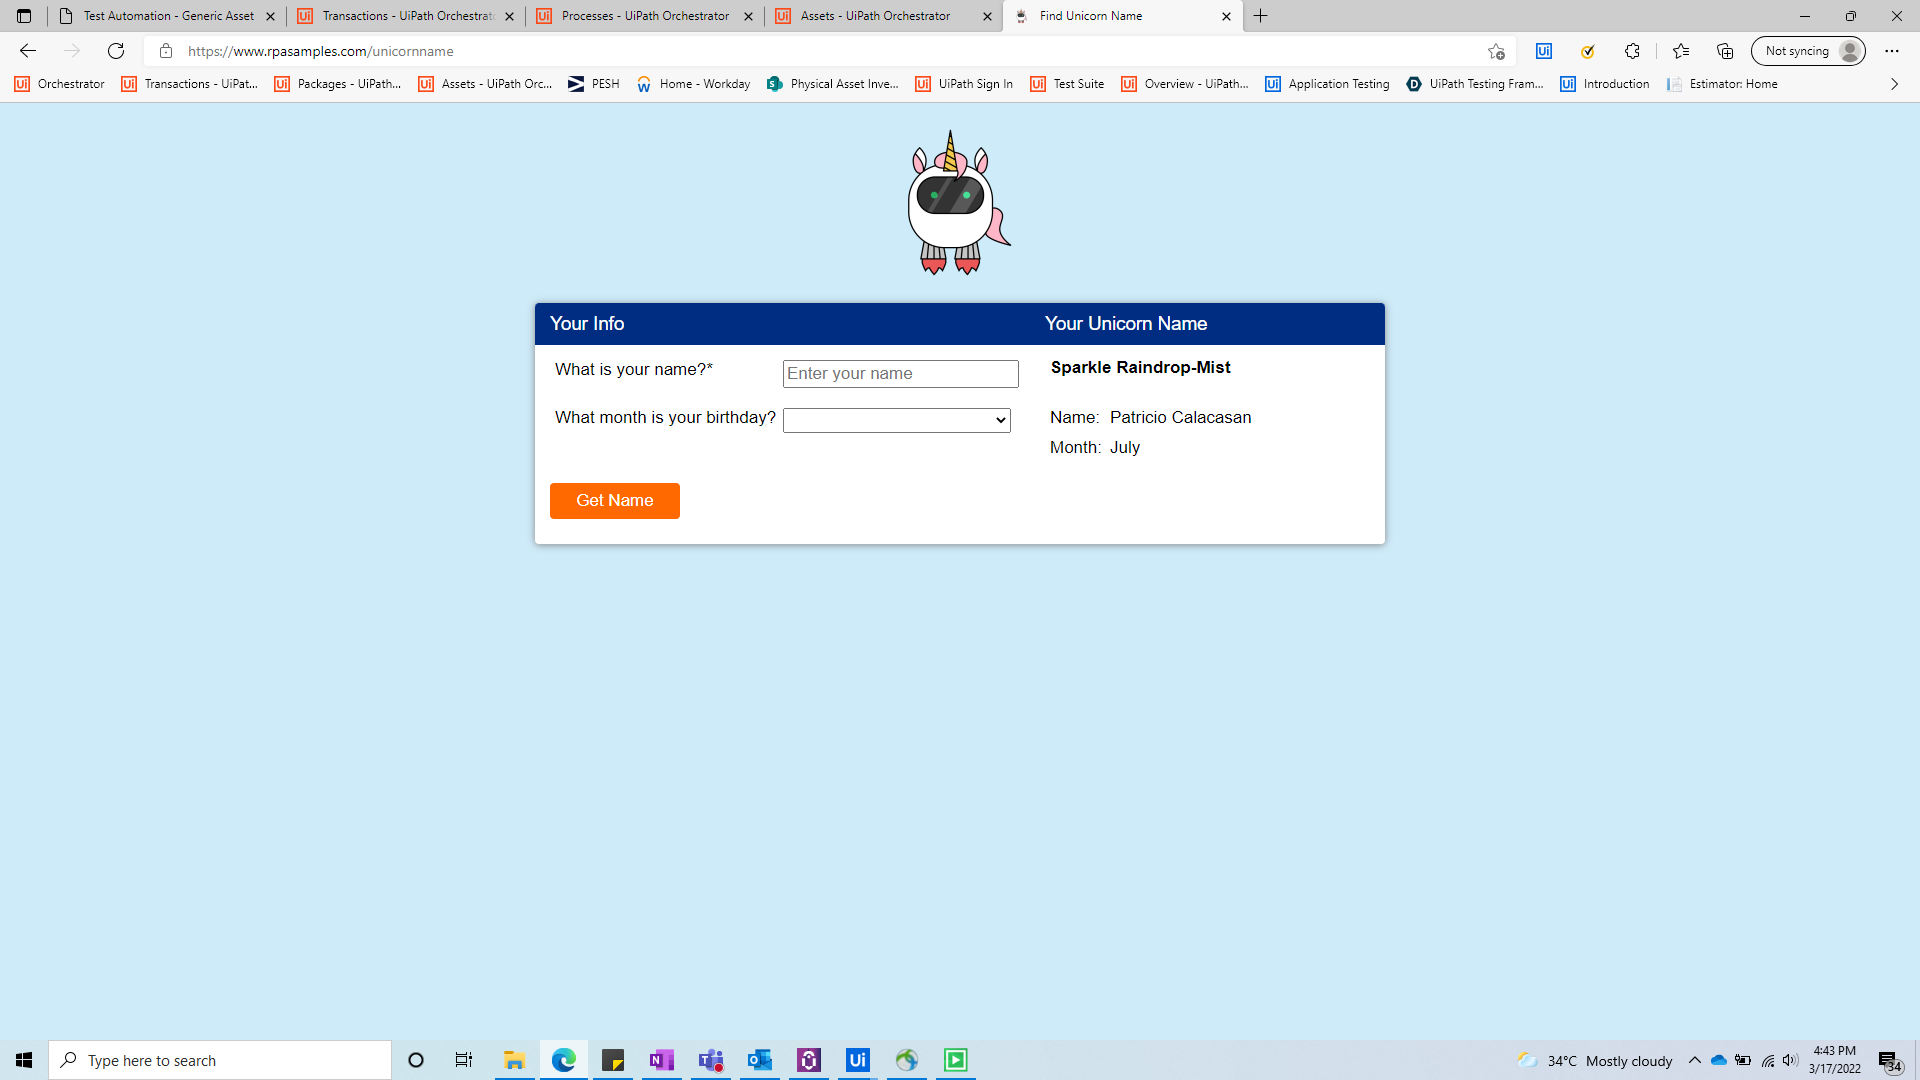 Test Automation - Generic Asset
Transactions - UiPath Orchestrato
Processes - UiPath Orchestrator
Assets - UiPath Orchestrator
Find Unicorn Name
https://www.rpasamples.com/unicornname
Not syncing
Orchestrator
Transactions - UiPat...
Packages - UiPath...
Assets - UiPath Orc...
PESH
Home - Workday
Physical Asset Inve...
UiPath Sign In
Test Suite
Overview - UiPath...
Application Testing
UiPath Testing Fram...
Introduction
Estimator: Home
Your Info
Your Unicorn Name
What is your name?*
Enter your name
Sparkle Raindrop-Mist
What month is your birthday?
Name: Patricio Calacasan
Month: July
Get Name
Type here to search
34°C Mostly cloudy
4:43 PM
3/17/2022
34